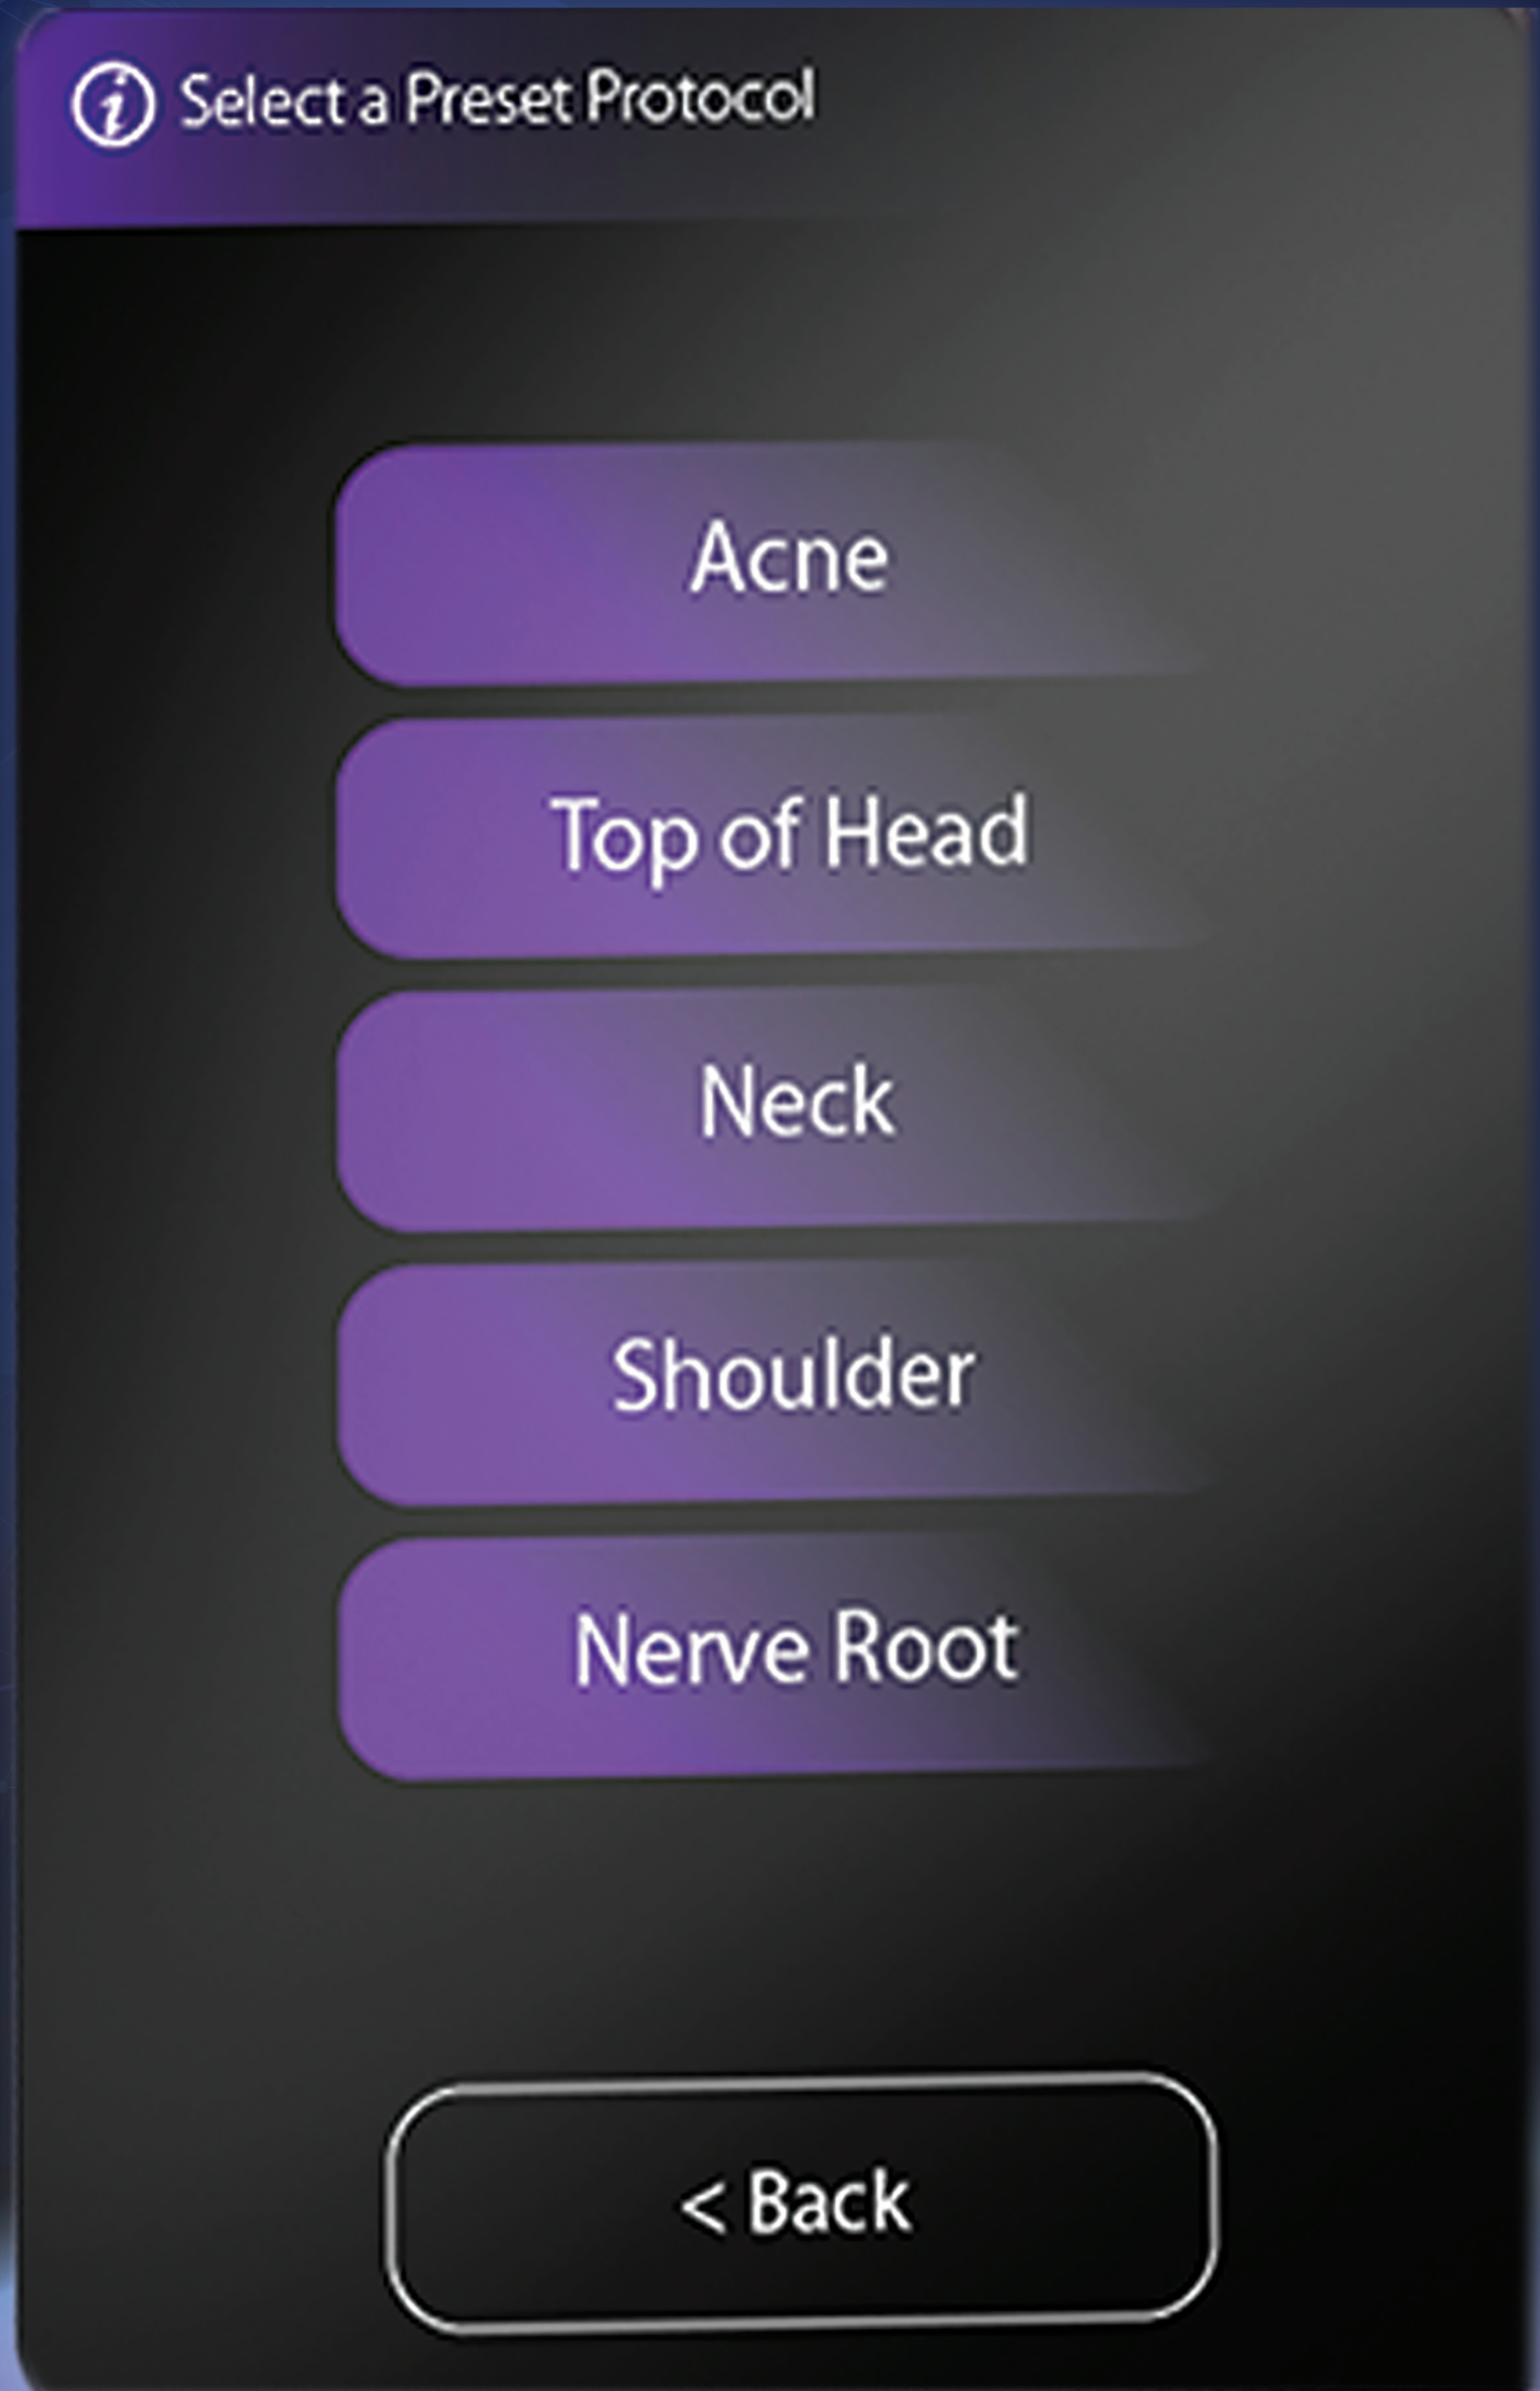 i Select a Preset Protocol
Acne
Top of Head
Neck
Shoulder
Nerve Root
< Back